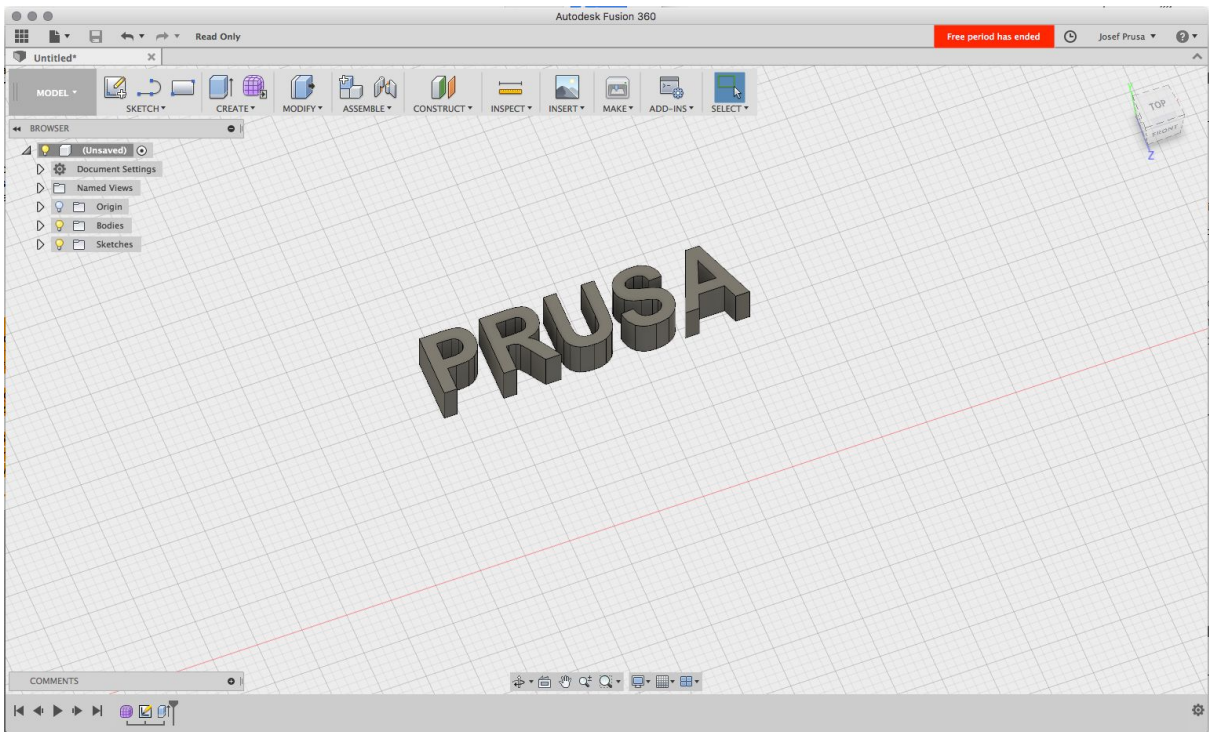 Autodesk Fusion 360
Read Only
Free period has ended
Josef Prusa
Untitled*
MODEL
SKETCH
CREATE
MODIFY
ASSEMBLE
CONSTRUCT
INSPECT
INSERT
MAKE
ADD-INS
SELECT
TOP
FRONT
Z
BROWSER
(Unsaved)
Document Settings
Named Views
Origin
Bodies
Sketches
PRUSA
COMMENTS